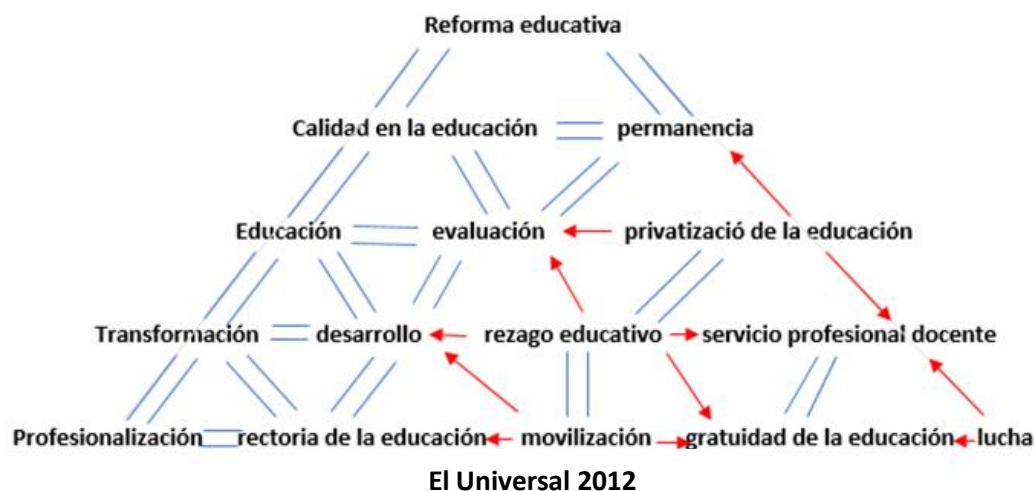 Reforma educativa
Calidad en la educación permanencia
Educación evaluación privatizació de la educación
Transformación desarrollo rezago educativo servicio profesional docente
Profesionalización rectoria de la educación movilización gratuidad de la educación lucha
El Universal 2012